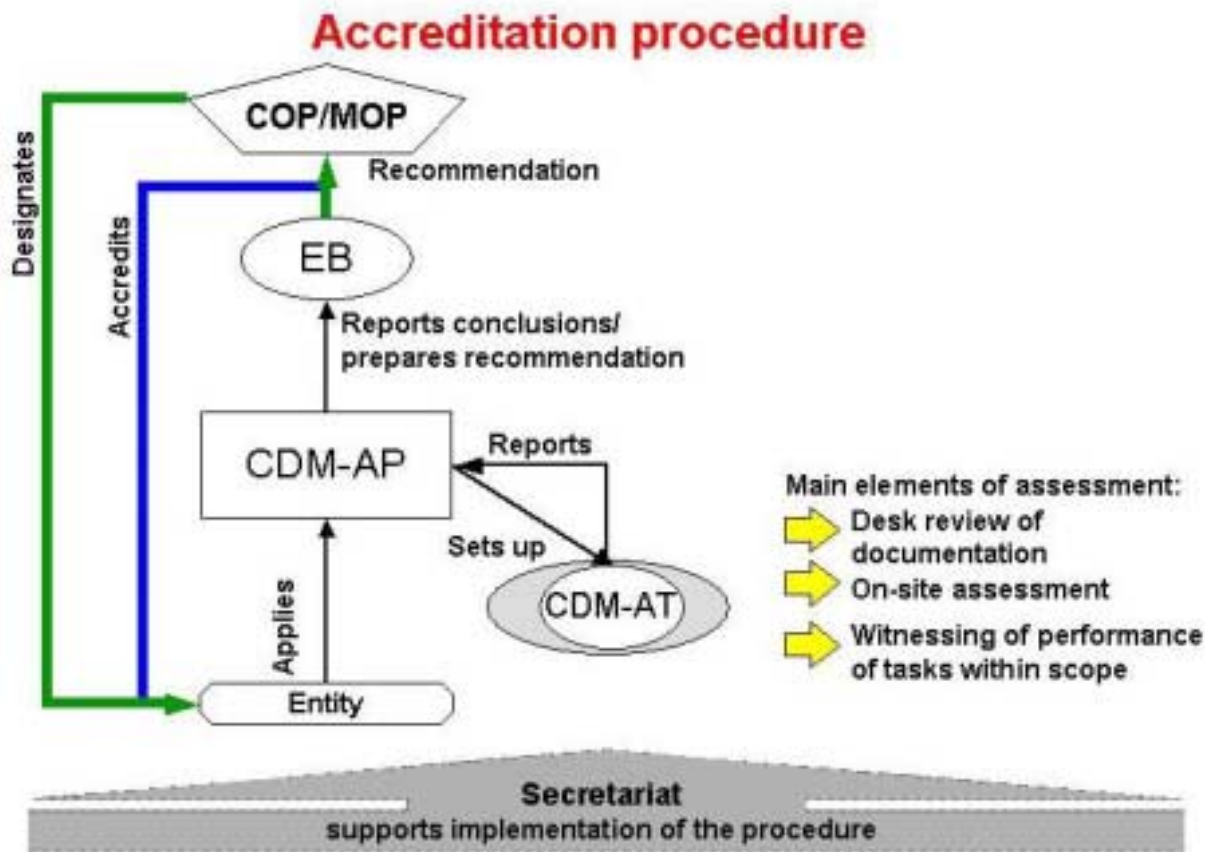 Accreditation procedure
COP/MOP
Recommendation
Designates
Accredits
EB
Reports conclusions/
prepares recommendation
CDM-AP
Reports
Sets up
CDM-AT
Applies
Entity
Main elements of assessment:
Desk review of
documentation
On-site assessment
Witnessing of performance
of tasks within scope
Secretariat
supports implementation of the procedure